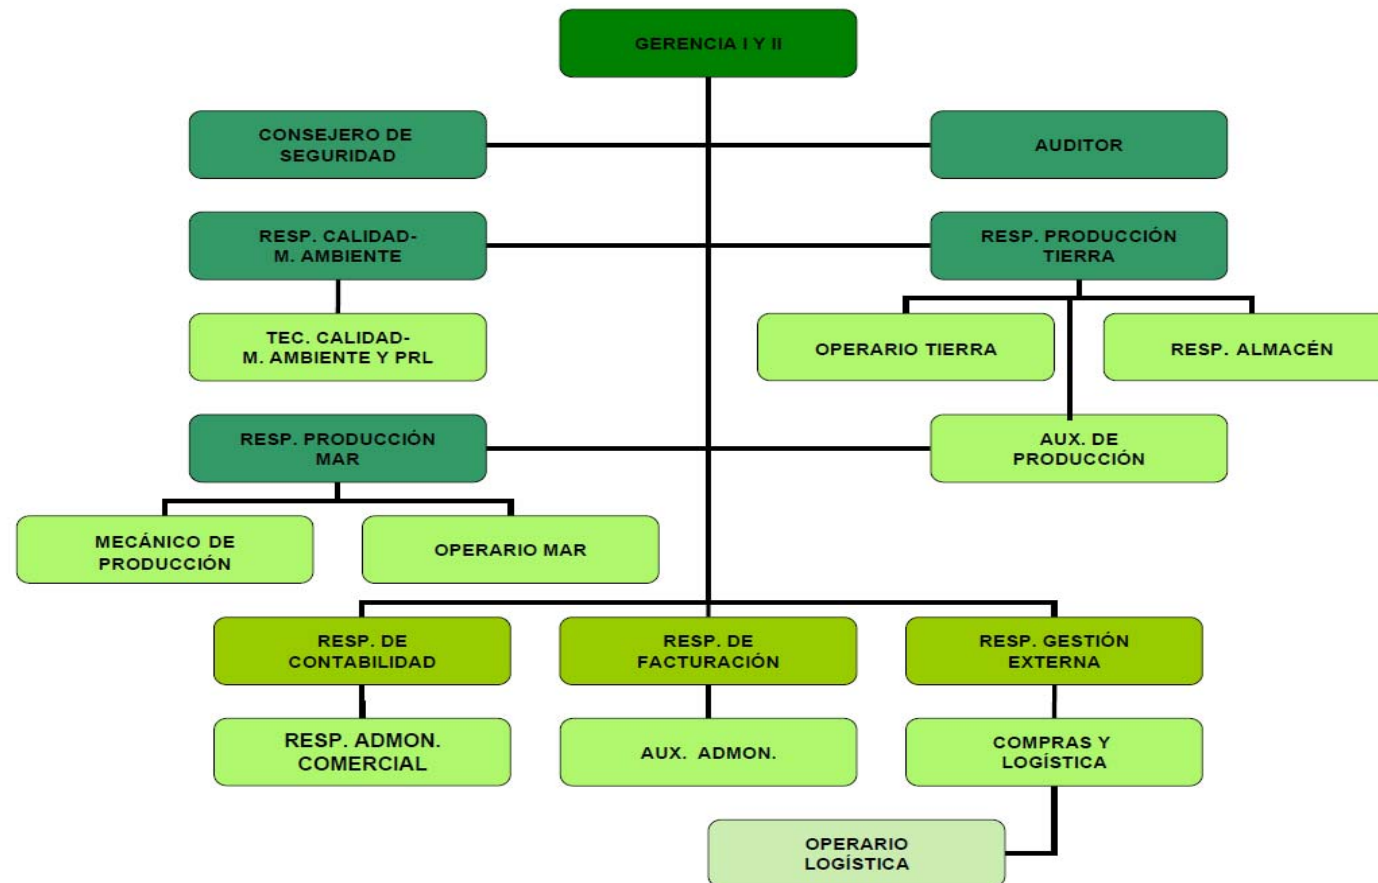 GERENCIA I Y II
CONSEJERO DE
SEGURIDAD
AUDITOR
RESP. CALIDAD-
M. AMBIENTE
RESP. PRODUCCIÓN
TIERRA
TEC. CALIDAD-
M. AMBIENTE Y PRL
OPERARIO TIERRA
RESP. ALMACÉN
RESP. PRODUCCIÓN
MAR
AUX. DE
PRODUCCIÓN
MECÁNICO DE
PRODUCCIÓN
OPERARIO MAR
RESP. DE
CONTABILIDAD
RESP. DE
FACTURACIÓN
RESP. GESTIÓN
EXTERNA
RESP. ADMON.
COMERCIAL
AUX. ADMON.
COMPRAS Y
LOGÍSTICA
OPERARIO
LOGÍSTICA